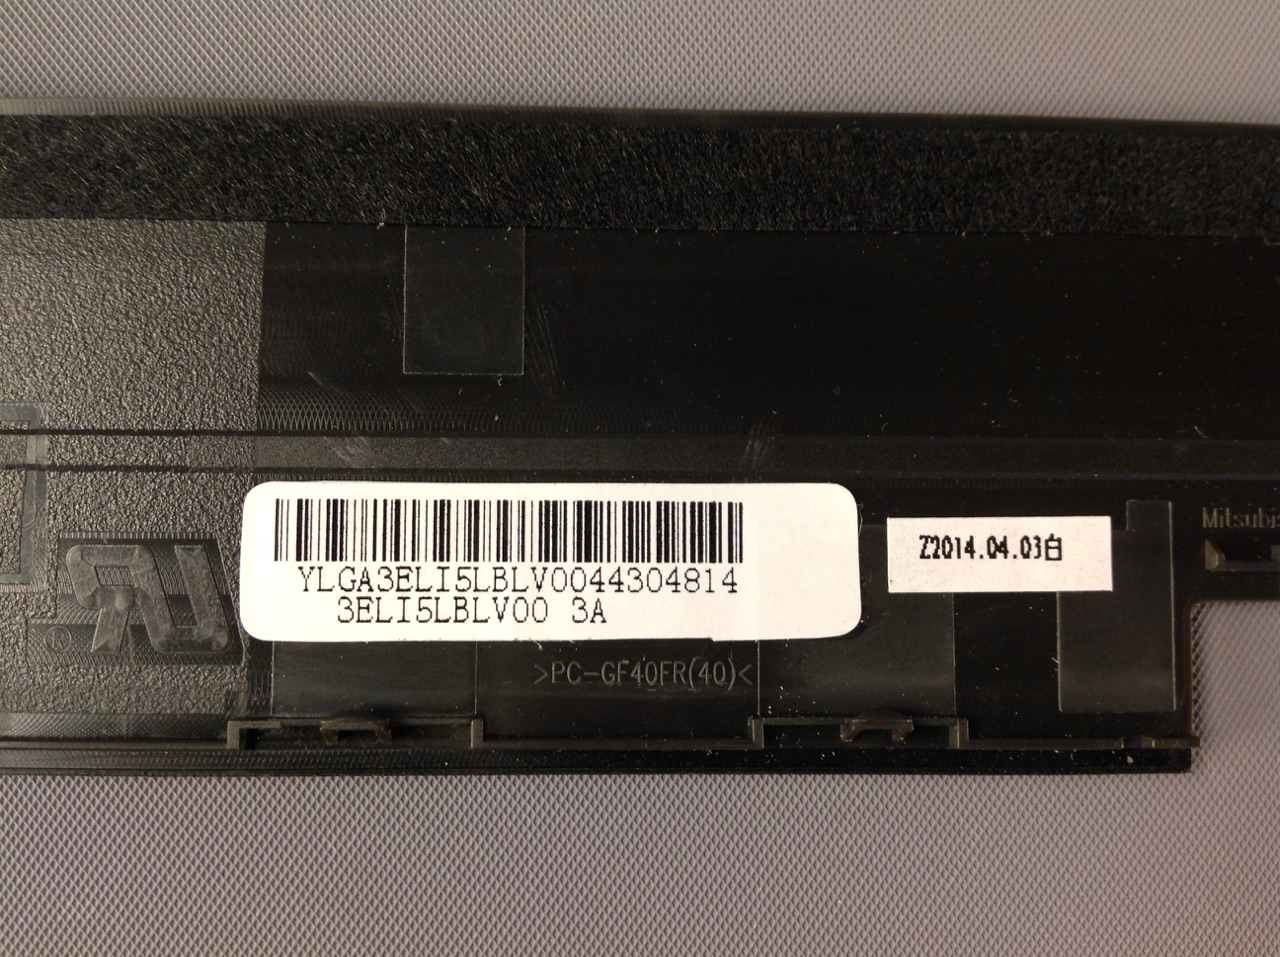 YLGA3ELI5LBLV0044304814
3ELI5LBLV00 3A
Z2014.04.03白
>PC-GF40FR(40)<